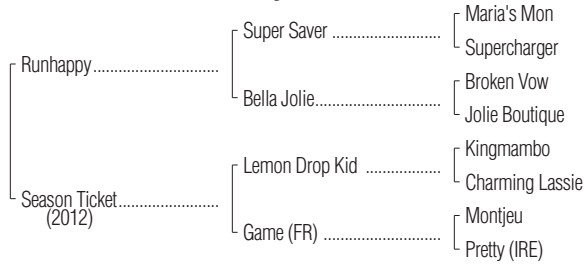 Maria's Mon
Super Saver ........................
Supercharger
Runhappy............................
Broken Vow
Bella Jolie............................
Jolie Boutique
Kingmambo
Lemon Drop Kid ................
Charming Lassie
Season Ticket......................
(2012)
Montjeu
Game (FR) ...........................
Pretty (IRE)